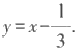 y = x − 1/3.